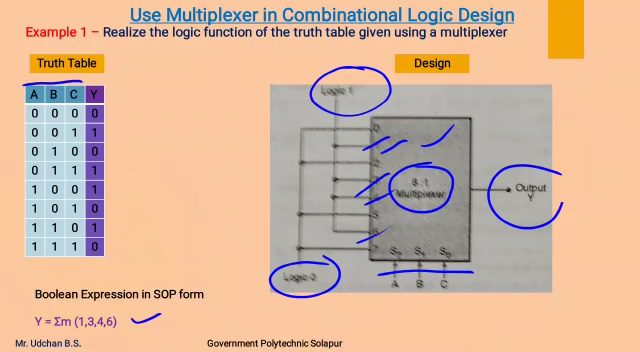 Use Multiplexer in Combinational Logic Design
Example 1 – Realize the logic function of the truth table given using a multiplexer
Truth Table
Design
A B C Y
0 0 0 0
0 0 1 1
0 1 0 0
0 1 1 1
1 0 0 1
1 0 1 0
1 1 0 1
1 1 1 0
Logic 1
8:1
Multiplexer
Output
Y
S₂ S₁ S₀
Logic 0
A B C
Boolean Expression in SOP form
Y = Σm (1,3,4,6)
Mr. Udchan B.S.
Government Polytechnic Solapur